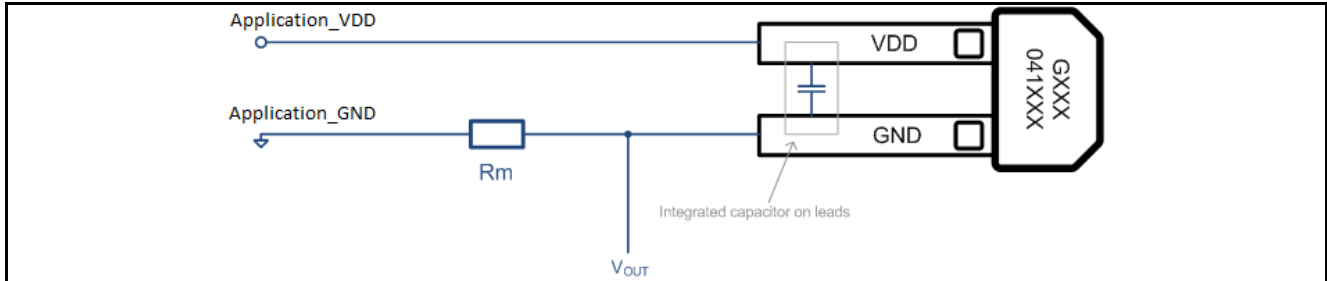 Application_VDD
VDD
GXXX
041XXX
Application_GND
GND
Rm
Integrated capacitor on leads
VOUT